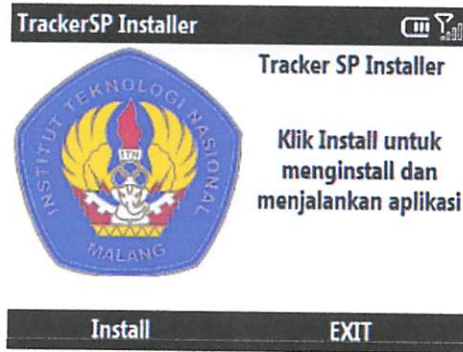 TrackerSP Installer
Tracker SP Installer
INSTITUT TEKNOLOGI NASIONAL
ITN
MALANG
Klik Install untuk
menginstall dan
menjalankan aplikasi
Install
EXIT